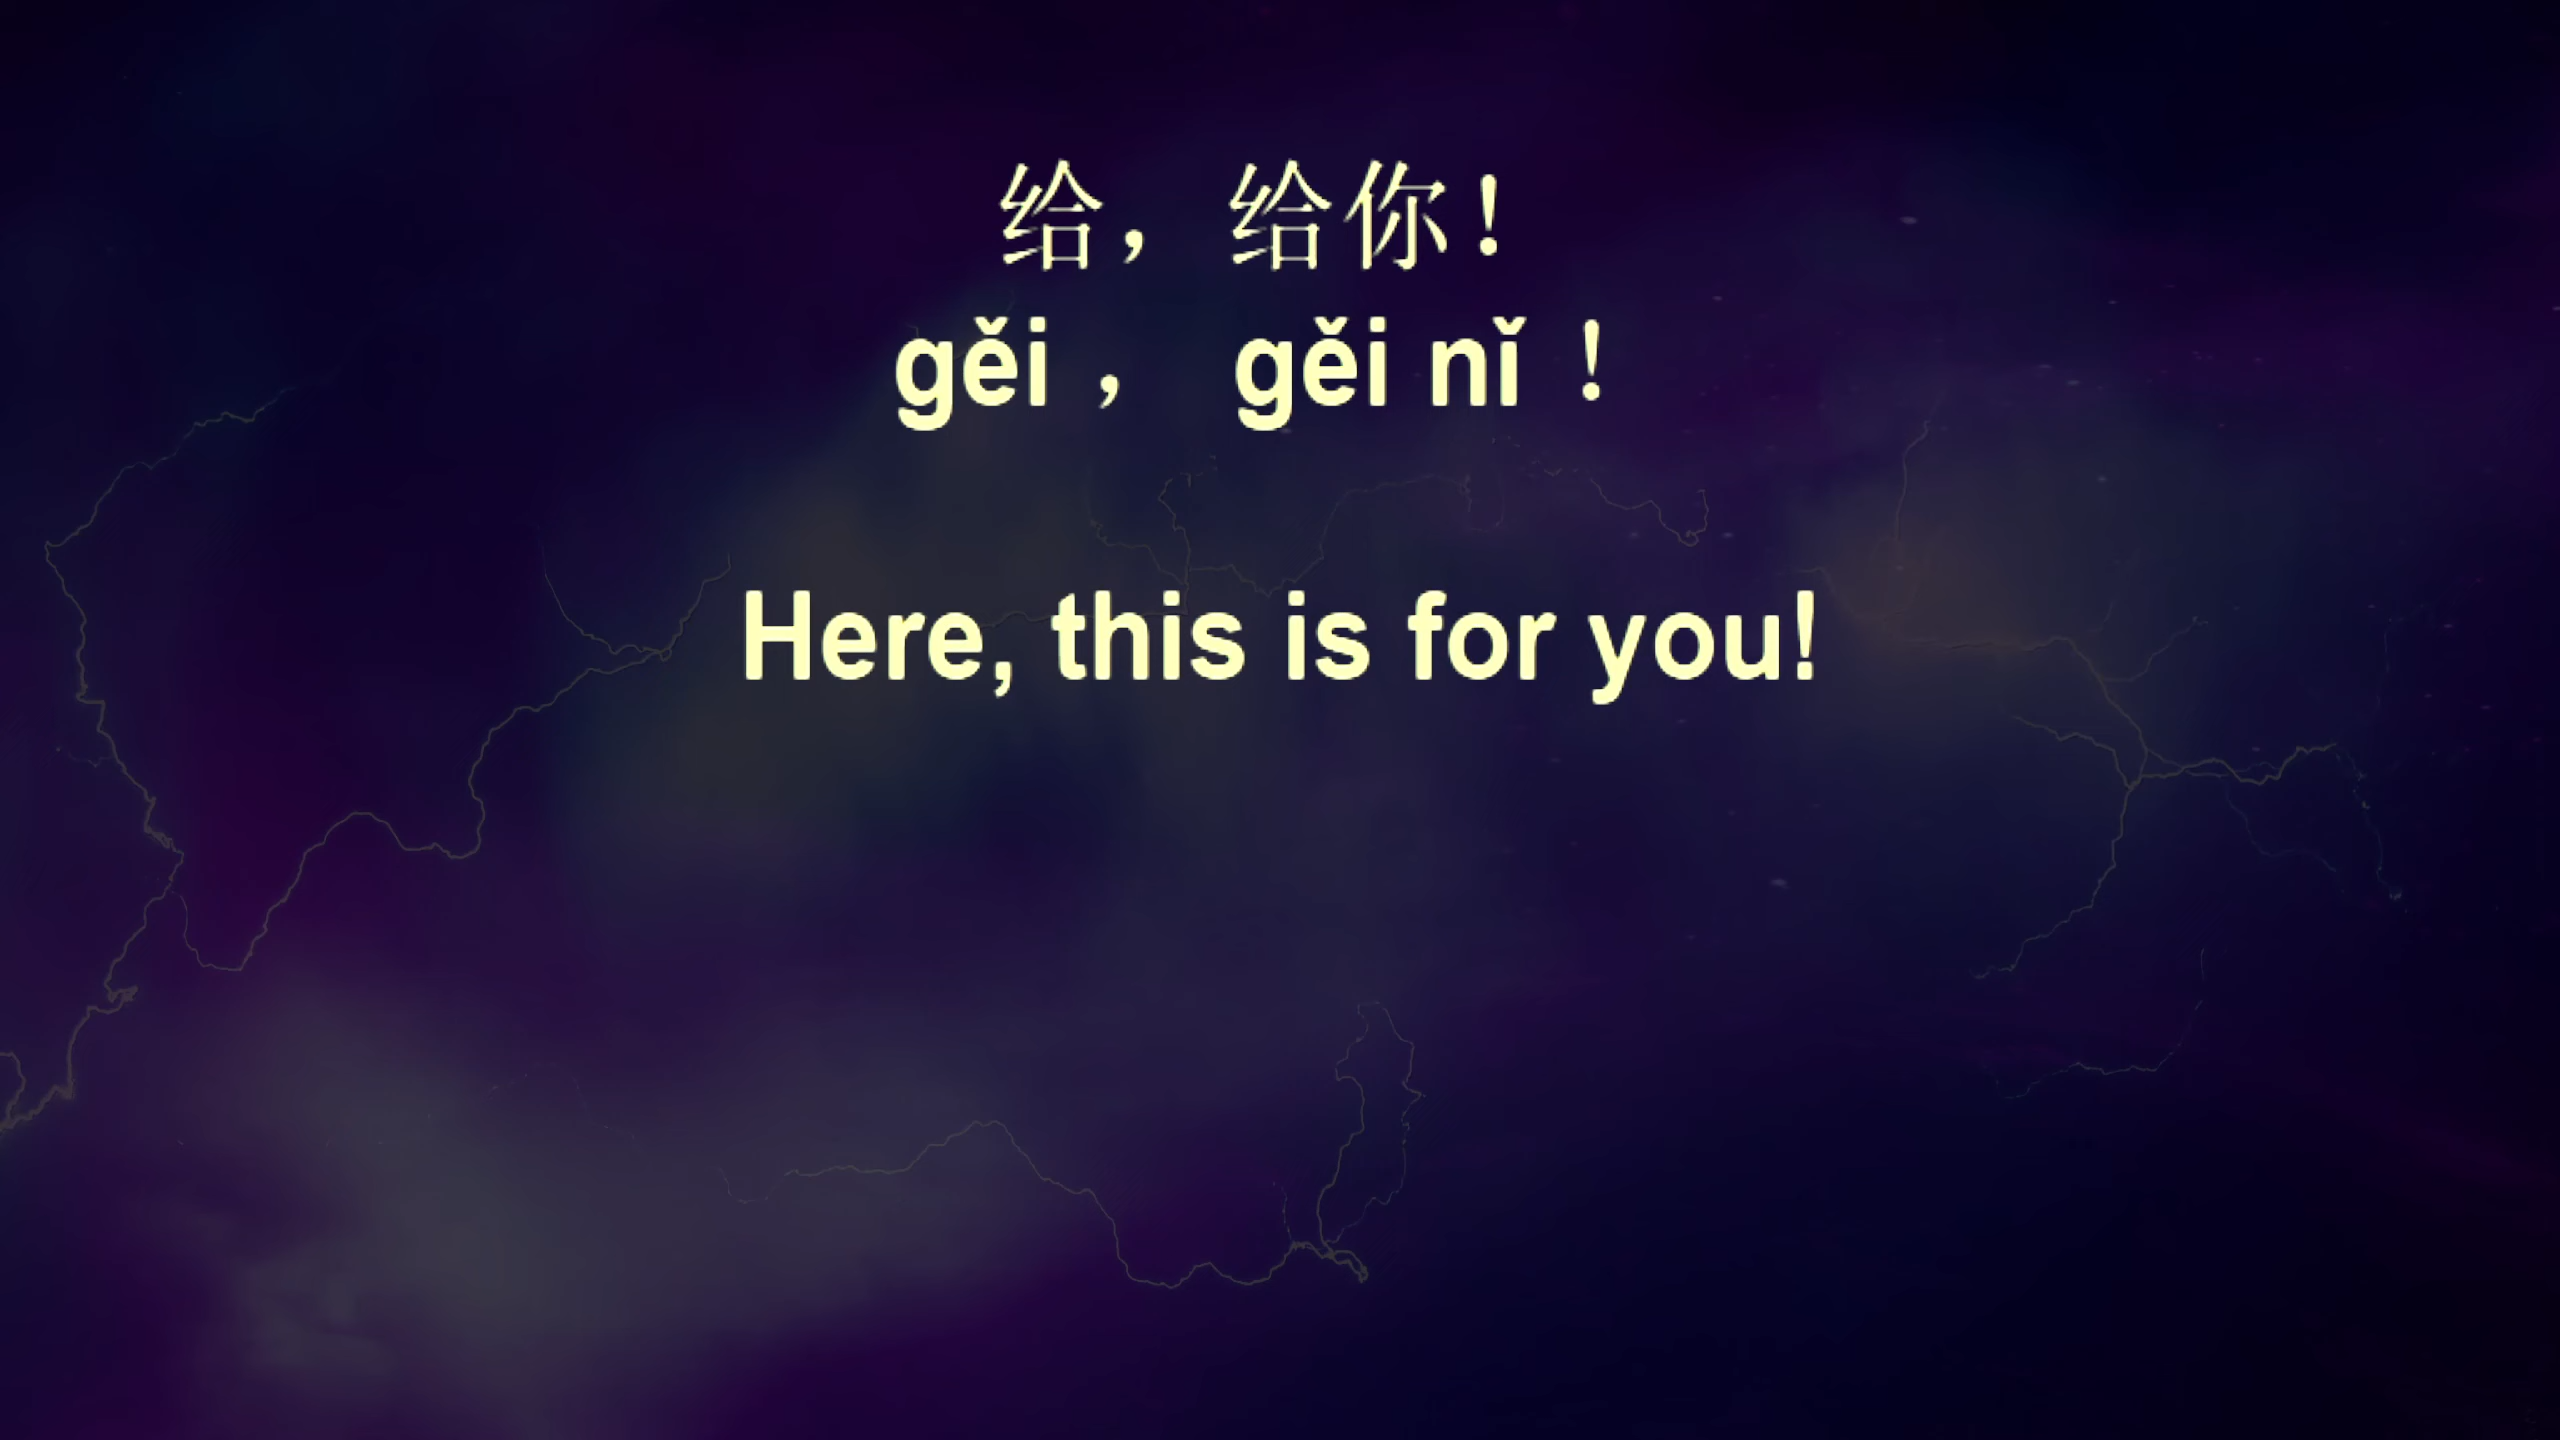 给，给你！
gěi ， gěi nǐ ！
Here, this is for you!